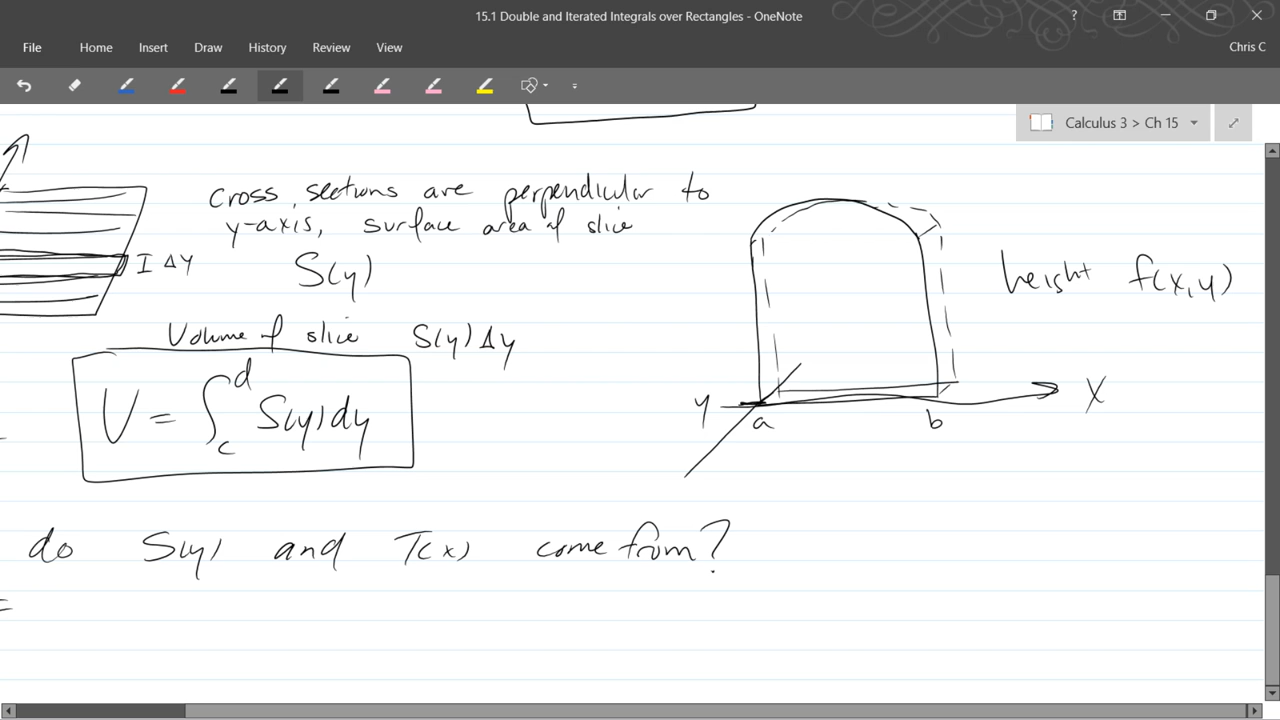 15.1 Double and Iterated Integrals over Rectangles - OneNote
?
File Home Insert Draw History Review View
Chris C
Calculus 3 > Ch 15
cross sections are perpendicular to
y-axis, surface area of slice
I ΔY
S(y)
height f(x,y)
Volume of slice S(y) Δy
V = ∫_c^d S(y) dy
y
X
a
b
do S(y) and T(x) come from?
=